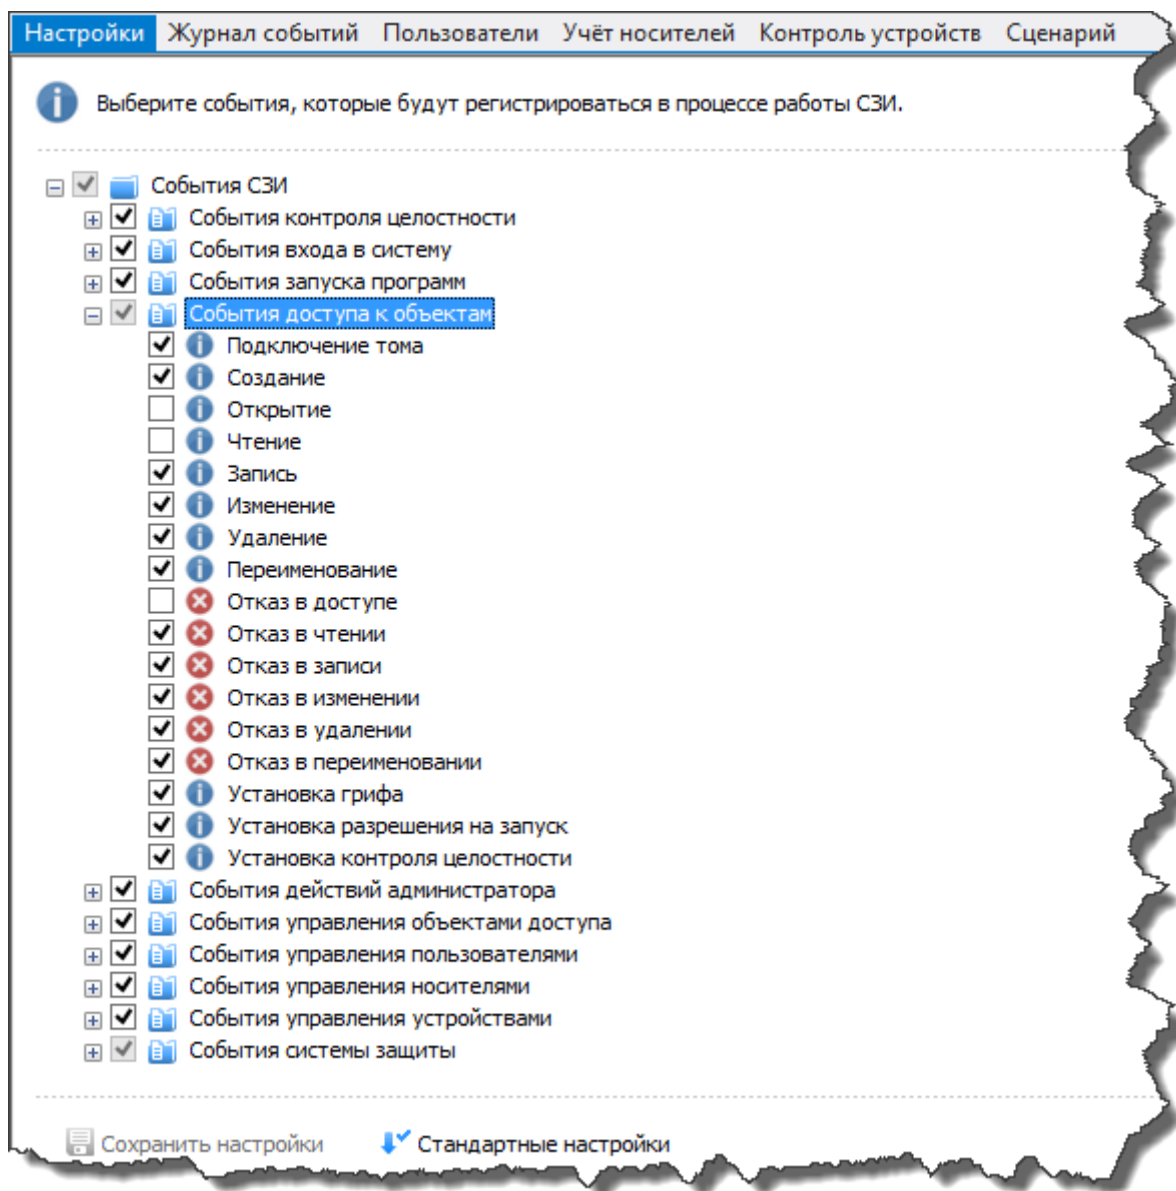 Настройки Журнал событий Пользователи Учёт носителей Контроль устройств Сценарий
Выберите события, которые будут регистрироваться в процессе работы СЗИ.
События СЗИ
События контроля целостности
События входа в систему
События запуска программ
События доступа к объектам
Подключение тома
Создание
Открытие
Чтение
Запись
Изменение
Удаление
Переименование
Отказ в доступе
Отказ в чтении
Отказ в записи
Отказ в изменении
Отказ в удалении
Отказ в переименовании
Установка грифа
Установка разрешения на запуск
Установка контроля целостности
События действий администратора
События управления объектами доступа
События управления пользователями
События управления носителями
События управления устройствами
События системы защиты
Сохранить настройки Стандартные настройки